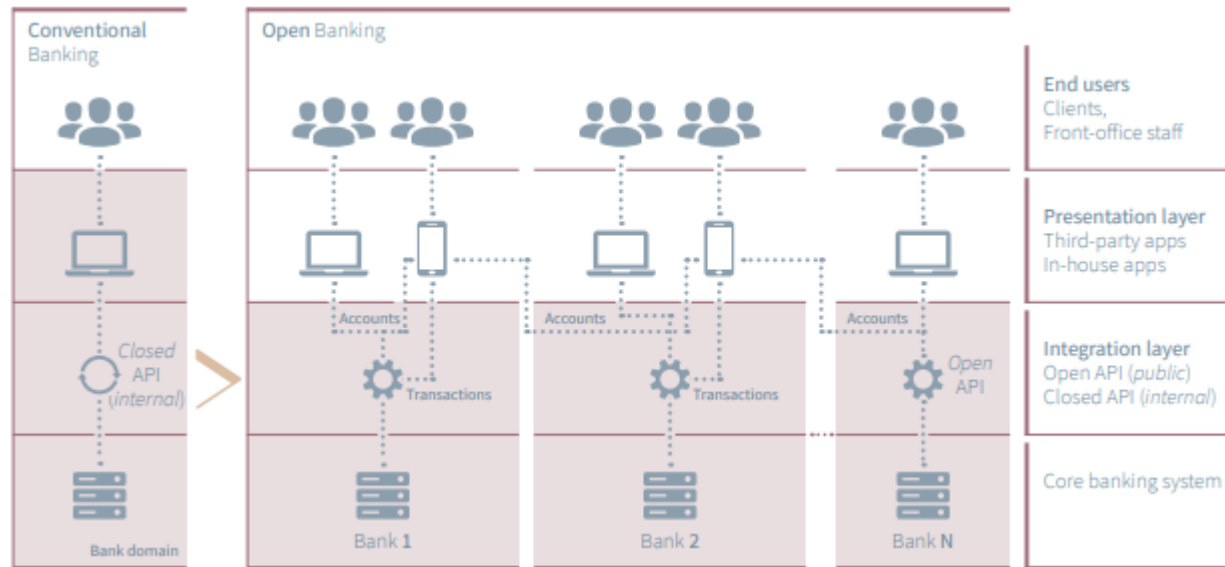 Conventional
Banking
Open Banking
End users
Clients,
Front-office staff
Presentation layer
Third-party apps
In-house apps
Accounts
Accounts
Accounts
Closed
API
(internal)
Transactions
Transactions
Open
API
Integration layer
Open API (public)
Closed API (internal)
Core banking system
Bank domain
Bank 1
Bank 2
Bank N